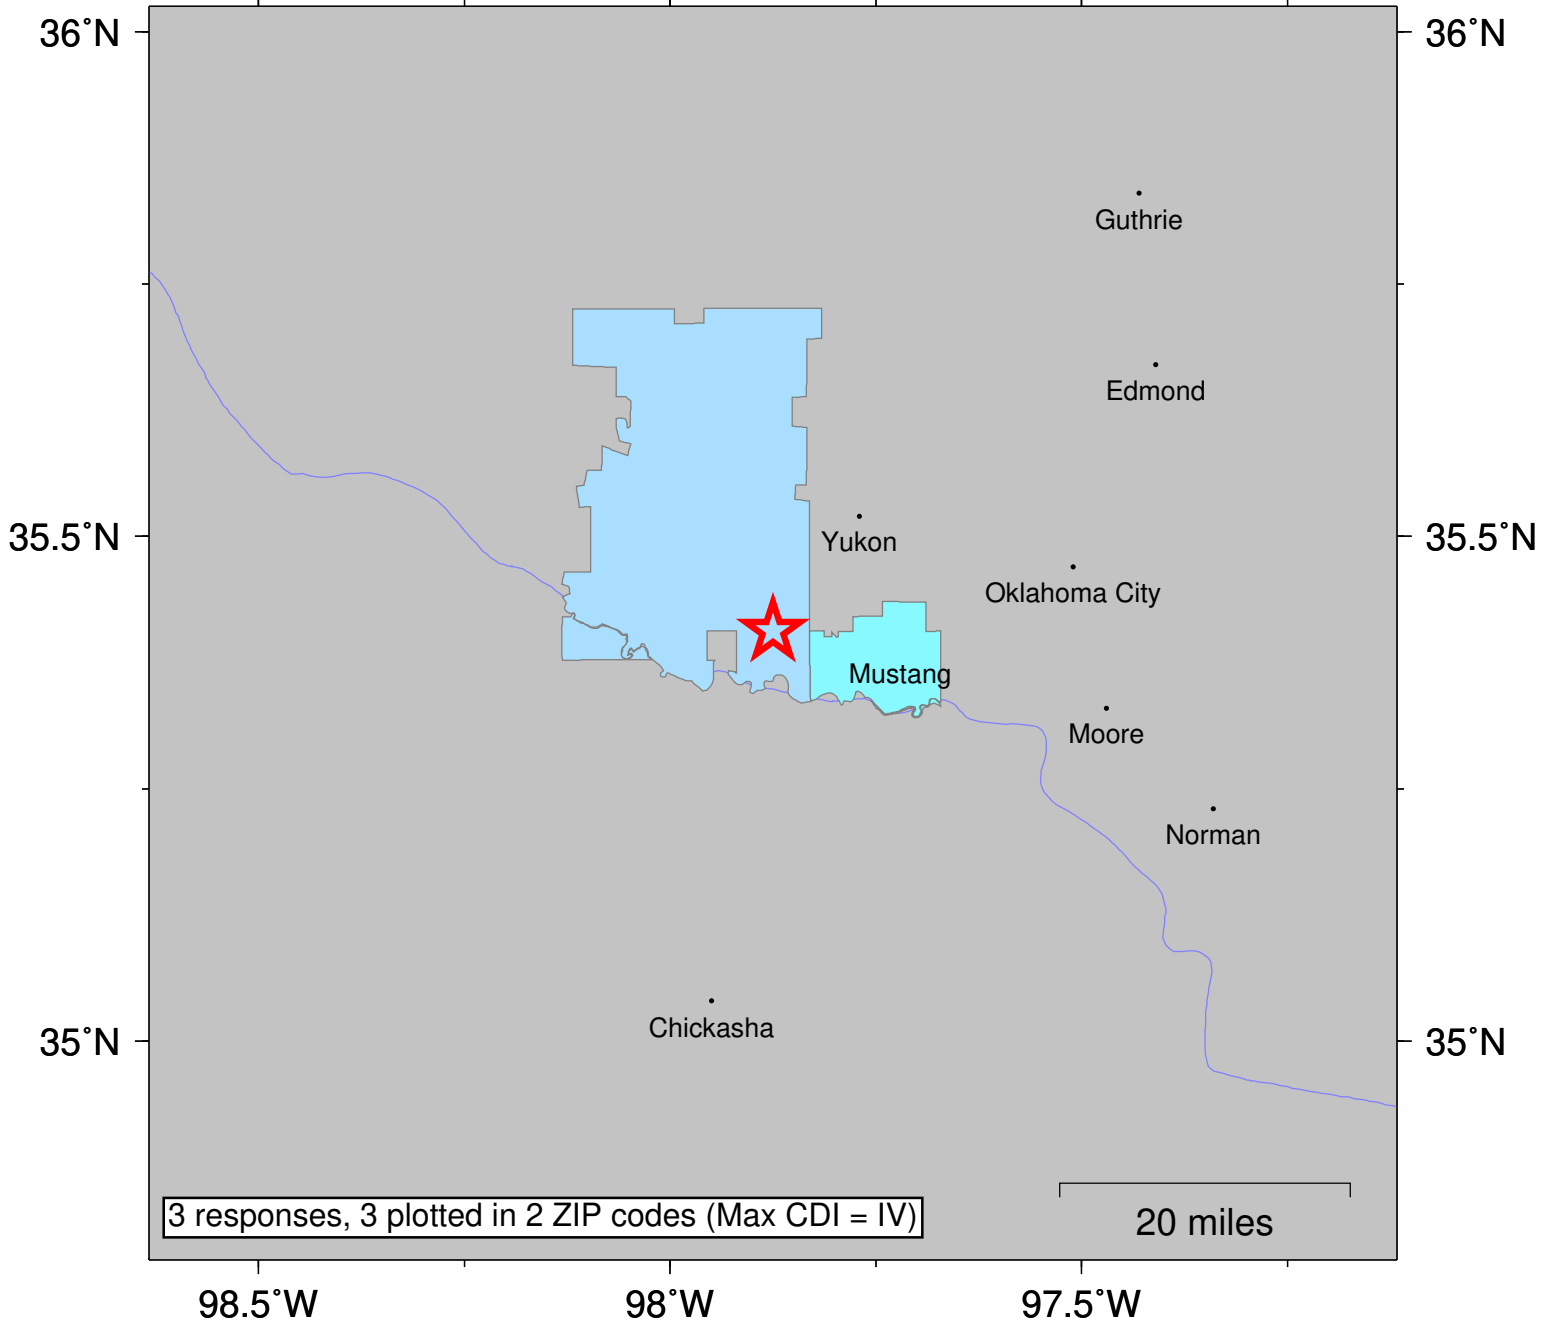 36˚N 36˚N
Guthrie
Edmond
35.5˚N 35.5˚N
Yukon
Oklahoma City
Mustang
Moore
Norman
Chickasha
35˚N 35˚N
3 responses, 3 plotted in 2 ZIP codes (Max CDI = IV)
20 miles
98.5˚W 98˚W 97.5˚W